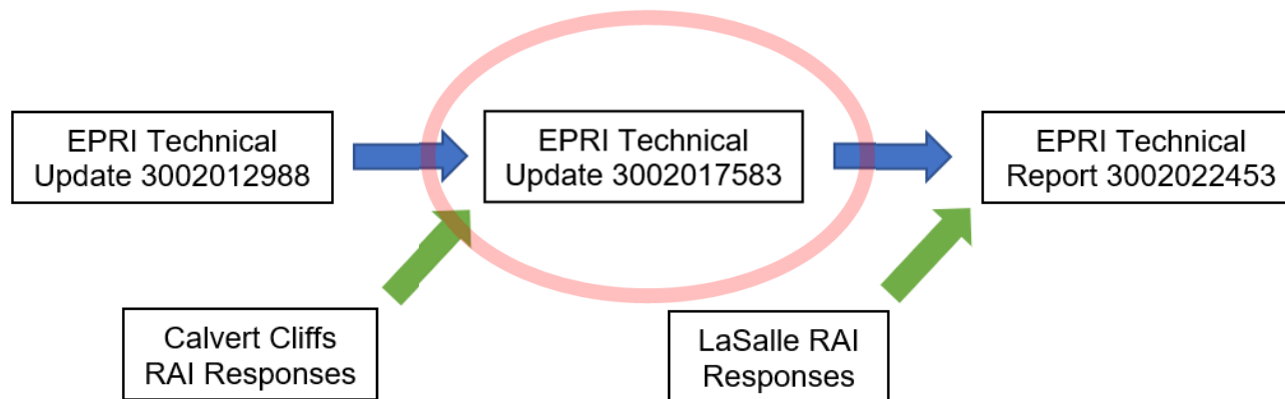 EPRI Technical
Update 3002012988
EPRI Technical
Update 3002017583
EPRI Technical
Report 3002022453
Calvert Cliffs
RAI Responses
LaSalle RAI
Responses